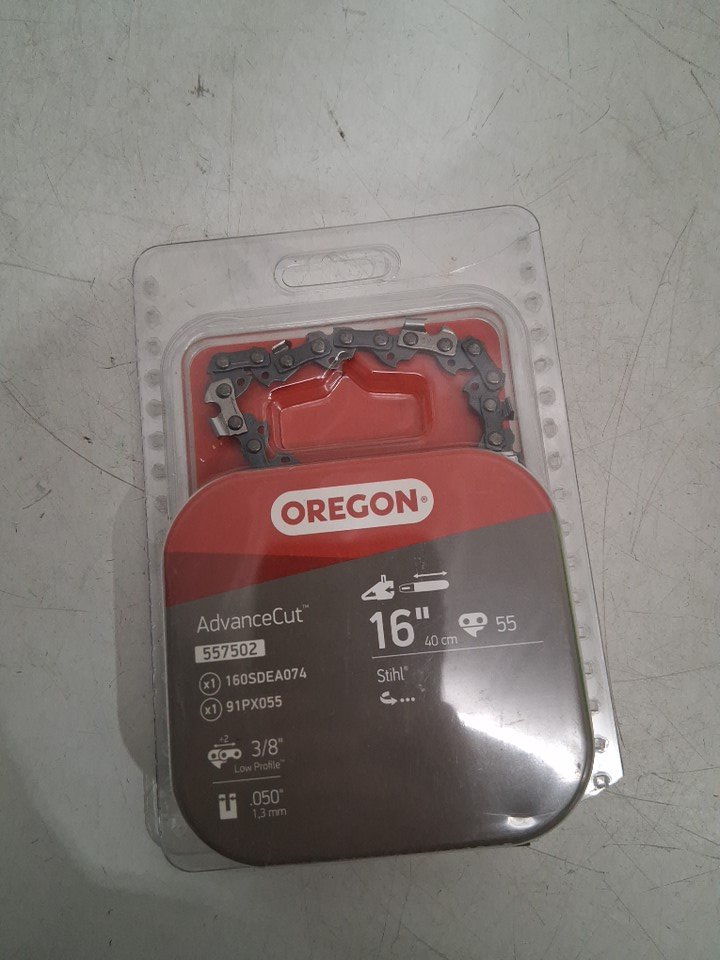 OREGON®
AdvanceCut™
557502
x1 160SDEA074
x1 91PX055
÷2
3/8"
Low Profile™
.050"
1,3 mm
16"
40 cm
55
Stihl®